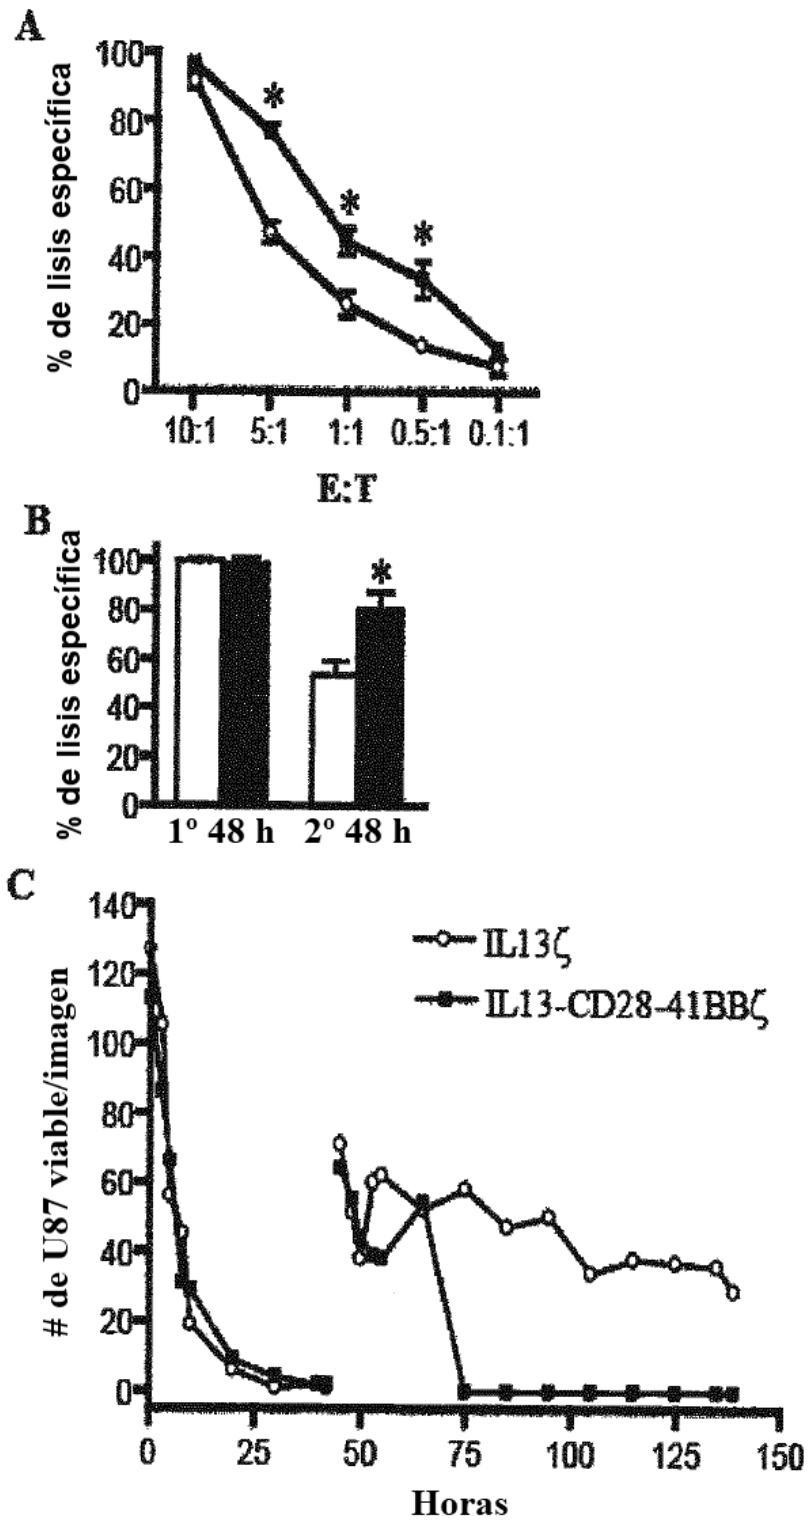 A
% de lisis específica
100
80
60
40
20
0
*
*
*
10:1 5:1 1:1 0.5:1 0.1:1
E:T
B
% de lisis específica
100
80
60
40
20
0
*
1º 48 h 2º 48 h
C
# de U87 viable/imagen
140
120
100
80
60
40
20
0
IL13ζ
IL13-CD28-41BBζ
0 25 50 75 100 125 150
Horas